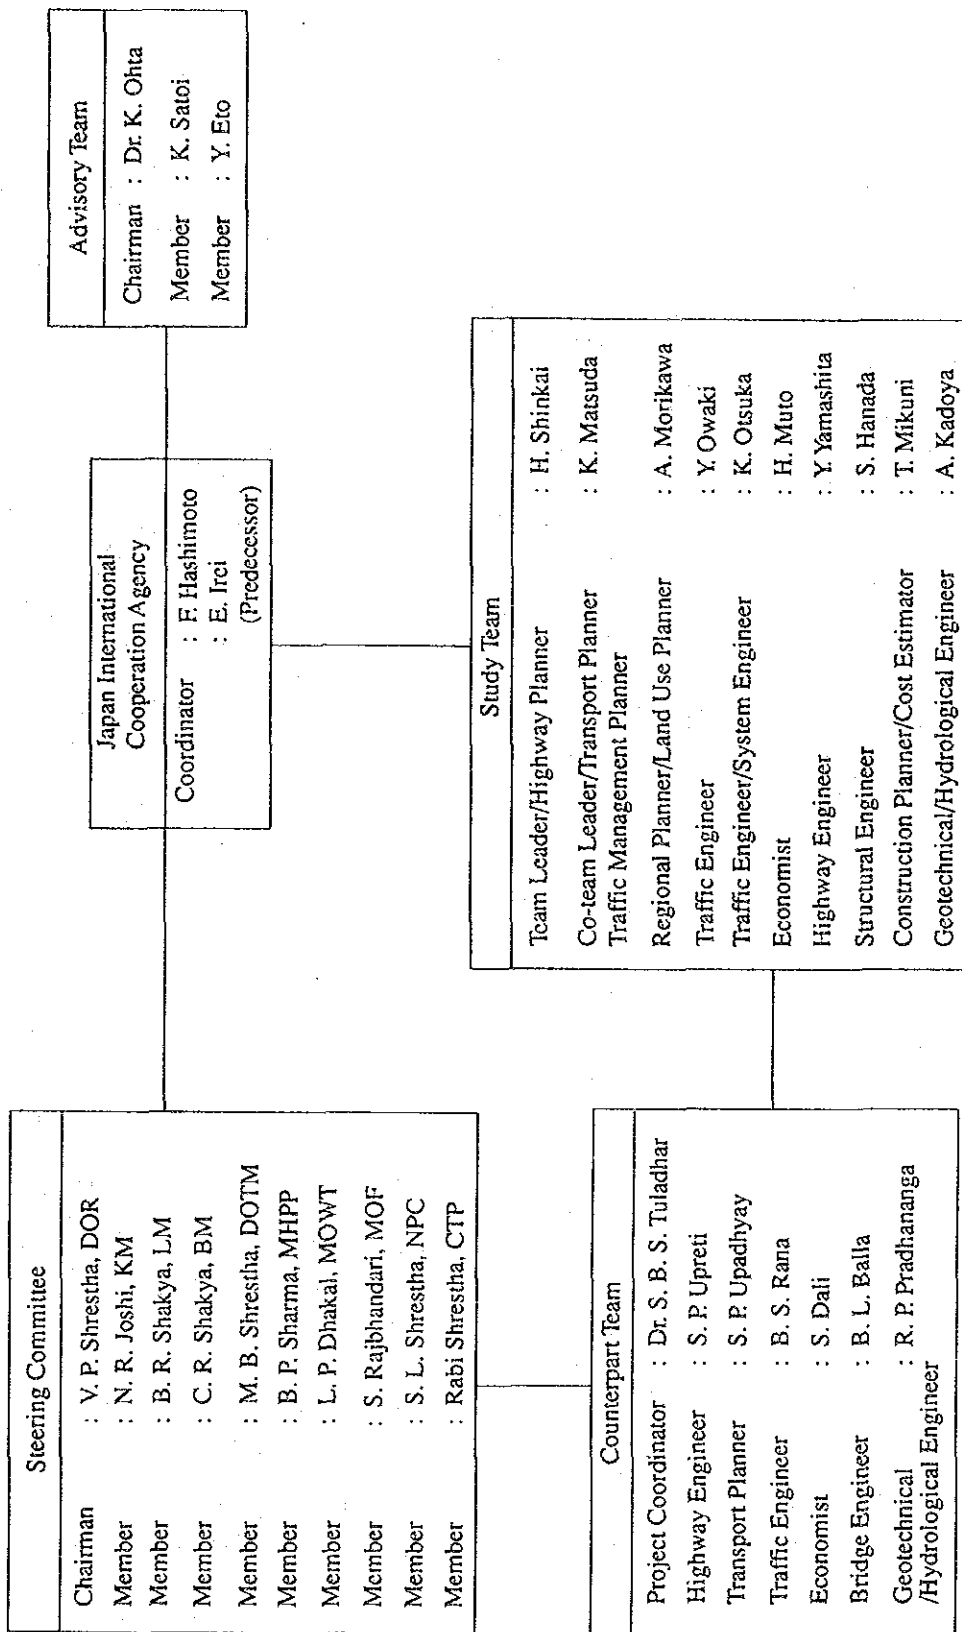 Steering Committee
Chairman : V. P. Shrestha, DOR
Member : N. R. Joshi, KM
Member : B. R. Shakya, LM
Member : C. R. Shakya, BM
Member : M. B. Shrestha, DOTM
Member : B. P. Sharma, MHPP
Member : L. P. Dhakal, MOWT
Member : S. Rajbhandari, MOF
Member : S. L. Shrestha, NPC
Member : Rabi Shrestha, CTP
Japan International
Cooperation Agency
Coordinator : F. Hashimoto
: E. Irei
(Predecessor)
Advisory Team
Chairman : Dr. K. Ohta
Member : K. Satoi
Member : Y. Eto
Counterpart Team
Project Coordinator : Dr. S. B. S. Tuladhar
Highway Engineer : S. P. Upreti
Transport Planner : S. P. Upadhyay
Traffic Engineer : B. S. Rana
Economist : S. Dali
Bridge Engineer : B. L. Balla
Geotechnical : R. P. Pradhananga
/Hydrological Engineer
Study Team
Team Leader/Highway Planner : H. Shinkai
Co-team Leader/Transport Planner : K. Matsuda
Traffic Management Planner
Regional Planner/Land Use Planner : A. Morikawa
Traffic Engineer : Y. Owaki
Traffic Engineer/System Engineer : K. Otsuka
Economist : H. Muto
Highway Engineer : Y. Yamashita
Structural Engineer : S. Hanada
Construction Planner/Cost Estimator : T. Mikuni
Geotechnical/Hydrological Engineer : A. Kadoya